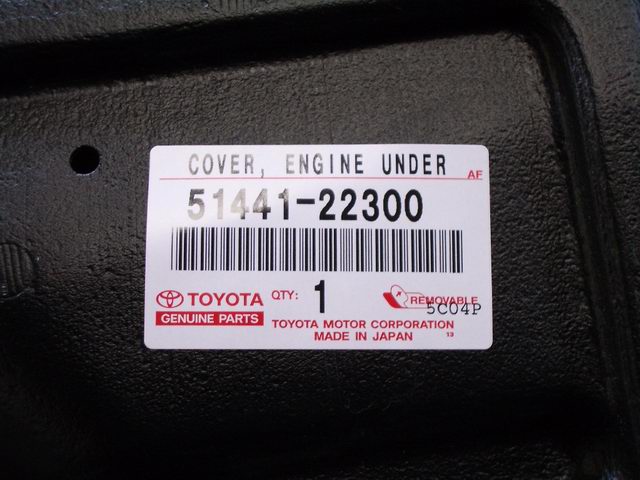 COVER, ENGINE UNDER
AF
51441-22300
TOYOTA
QTY: 1
REMOVABLE
5C04P
GENUINE PARTS
TOYOTA MOTOR CORPORATION
MADE IN JAPAN 13